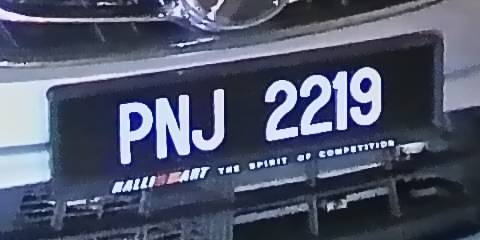 PNJ 2219
RALLIART THE SPIRIT OF COMPETITION